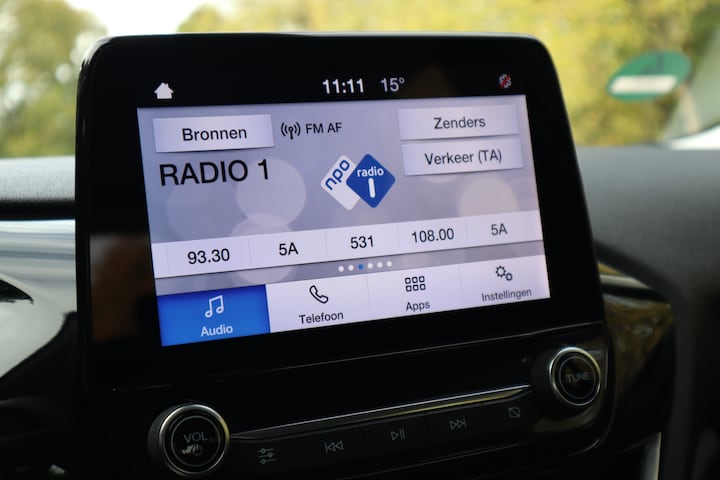 11:11 15°
Bronnen
FM AF
Zenders
RADIO 1
npo
radio
1
Verkeer (TA)
93.30 5A 531 108.00 5A
Audio
Telefoon
Apps
Instellingen
VOL
TUNE